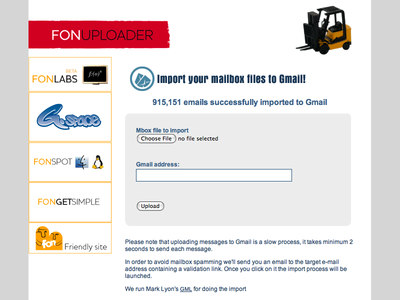 FONUPLOADER
BETA
FONLABS
GSpace
FONSPOT
FONGETSIMPLE
fon
Friendly site
Import your mailbox files to Gmail!
915,151 emails successfully imported to Gmail
Mbox file to Import
Choose File no file selected
Gmail address:
Upload
Please note that uploading messages to Gmail is a slow process, it takes minimum 2
seconds to send each message.
In order to avoid mailbox spamming we'll send you an email to the target e-mail
address containing a validation link. Once you click on it the import process will be
launched.
We run Mark Lyon's GML for doing the import